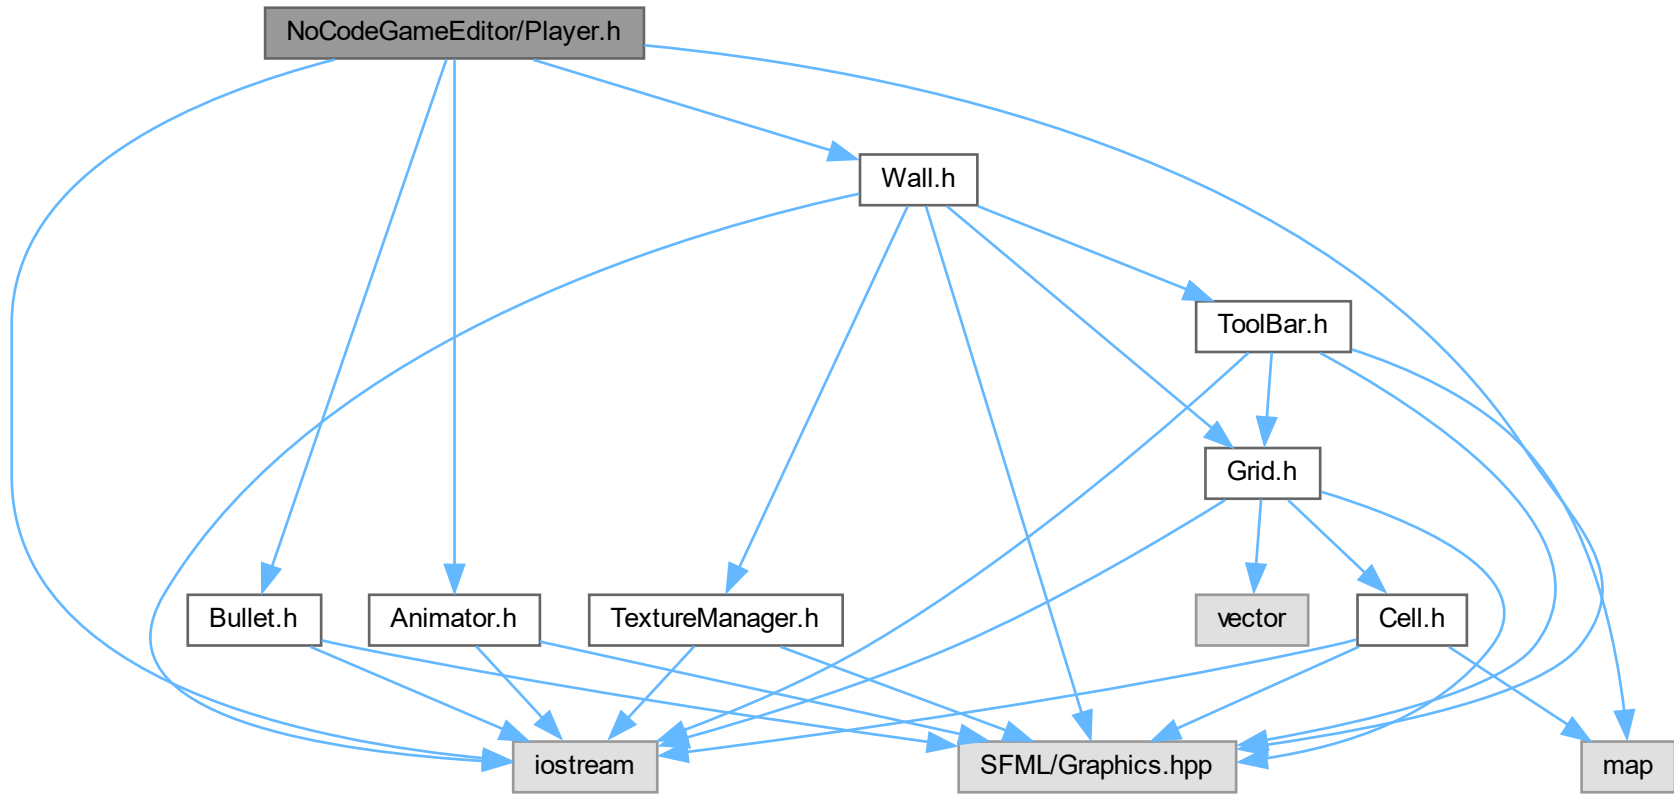 NoCodeGameEditor/Player.h
Wall.h
ToolBar.h
Grid.h
Bullet.h
Animator.h
TextureManager.h
vector
Cell.h
iostream
SFML/Graphics.hpp
map